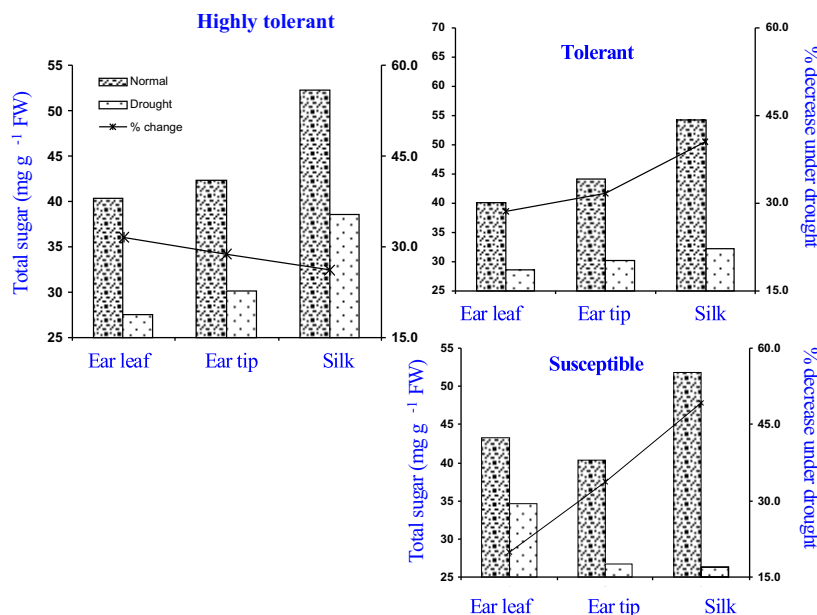 Highly tolerant
Total sugar (mg g -1 FW)
55
52
40
35
30
25
Normal
Drought
% change
60.0
45.0
30.0
15.0
Ear leaf Ear tip Silk
Tolerant
70
65
60
55
50
45
40
35
30
25
60.0
45.0
30.0
15.0
% decrease under drought
Ear leaf Ear tip Silk
Susceptible
Total sugar (mg g -1 FW)
55
50
45
40
35
30
25
60.0
45.0
30.0
15.0
% decrease under drought
Ear leaf Ear tip Silk